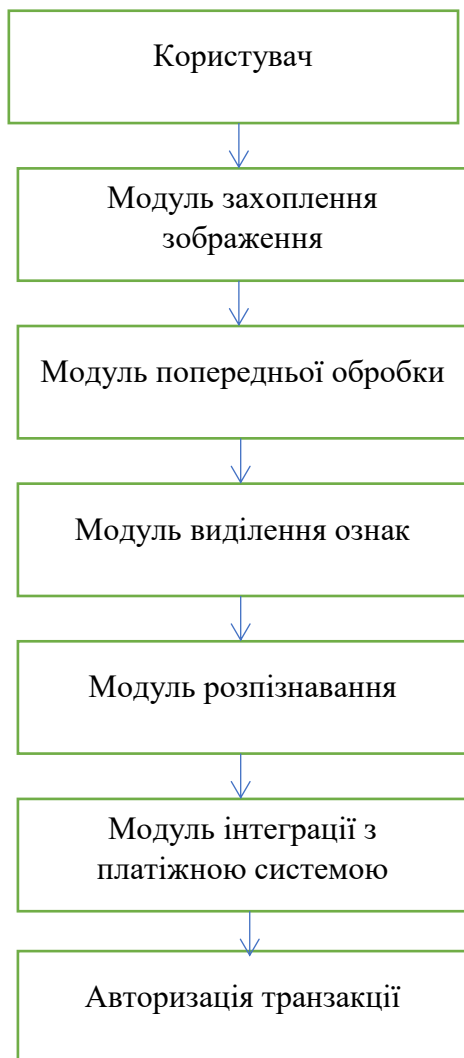 Користувач
Модуль захоплення
зображення
Модуль попередньої обробки
Модуль виділення ознак
Модуль розпізнавання
Модуль інтеграції з
платіжною системою
Авторизація транзакції